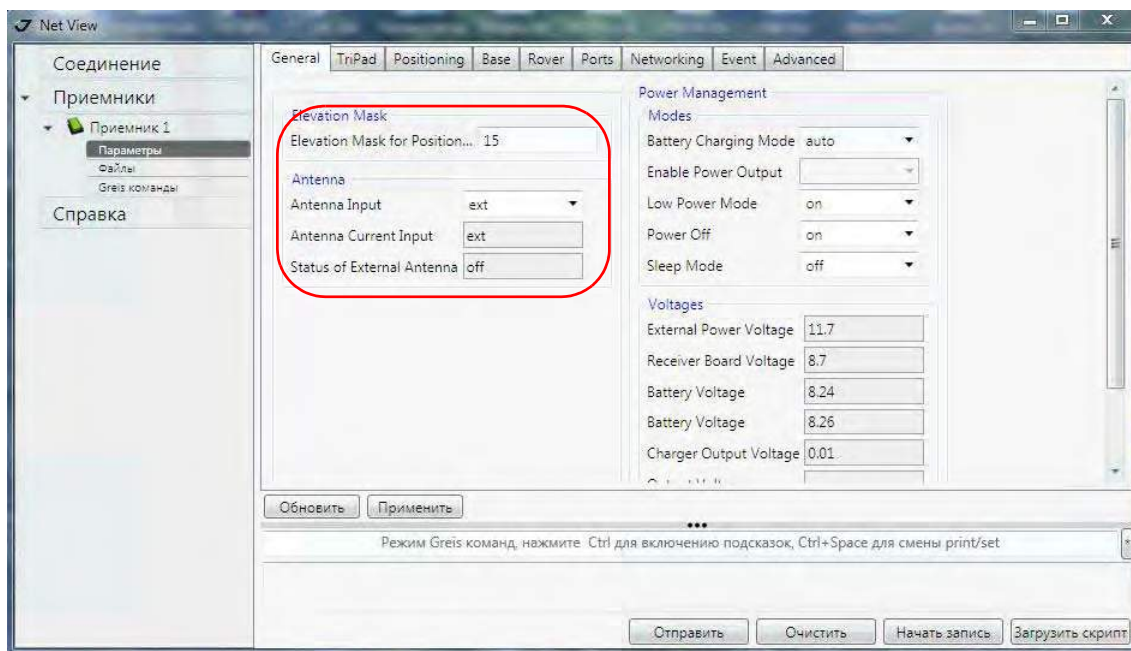 Net View
Соединение
Приемники
Приемник 1
Параметры
Файлы
Greis команды
Справка
General TriPad Positioning Base Rover Ports Networking Event Advanced
Elevation Mask
Elevation Mask for Position... 15
Antenna
Antenna Input ext
Antenna Current Input ext
Status of External Antenna off
Power Management
Modes
Battery Charging Mode auto
Enable Power Output
Low Power Mode on
Power Off on
Sleep Mode off
Voltages
External Power Voltage 11.7
Receiver Board Voltage 8.7
Battery Voltage 8.24
Battery Voltage 8.26
Charger Output Voltage 0.01
Обновить Применить
Режим Greis команд, нажмите Ctrl для включению подсказок, Ctrl+Space для смены print/set
Отправить Очистить Начать запись Загрузить скрипт